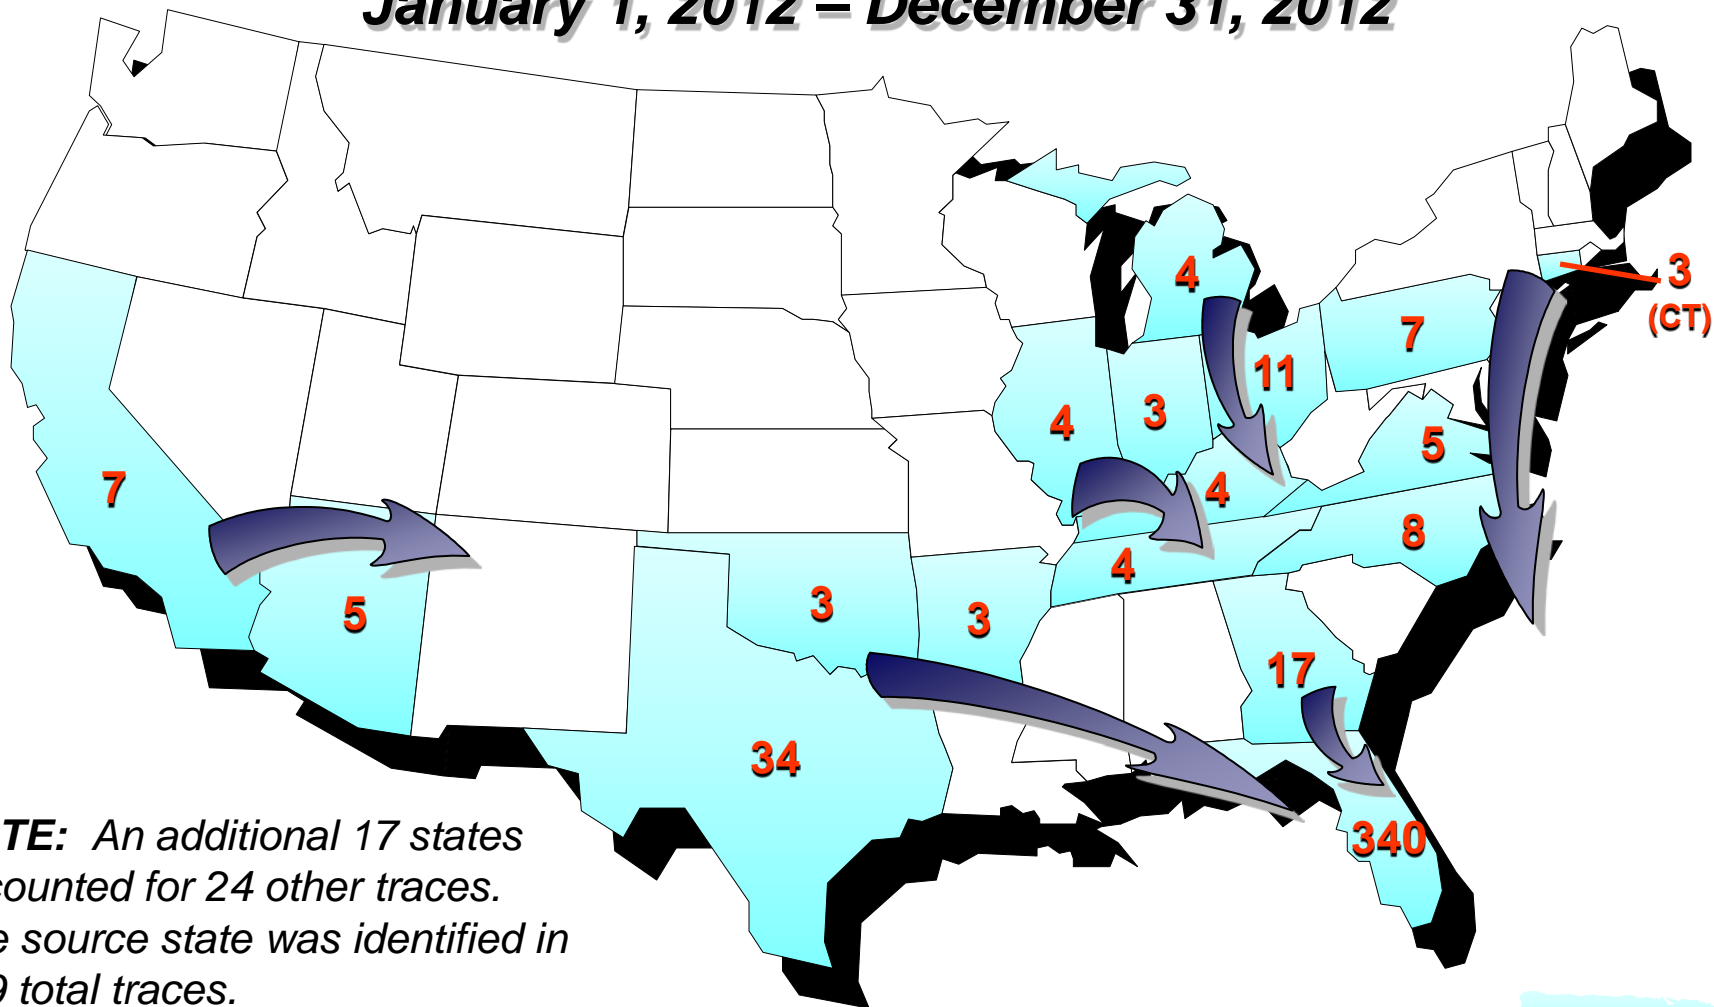 January 1, 2012 – December 31, 2012
3
(CT)
4
7
11
4
3
5
7
4
8
4
3
3
5
17
34
340
TE: An additional 17 states
counted for 24 other traces.
e source state was identified in
9 total traces.